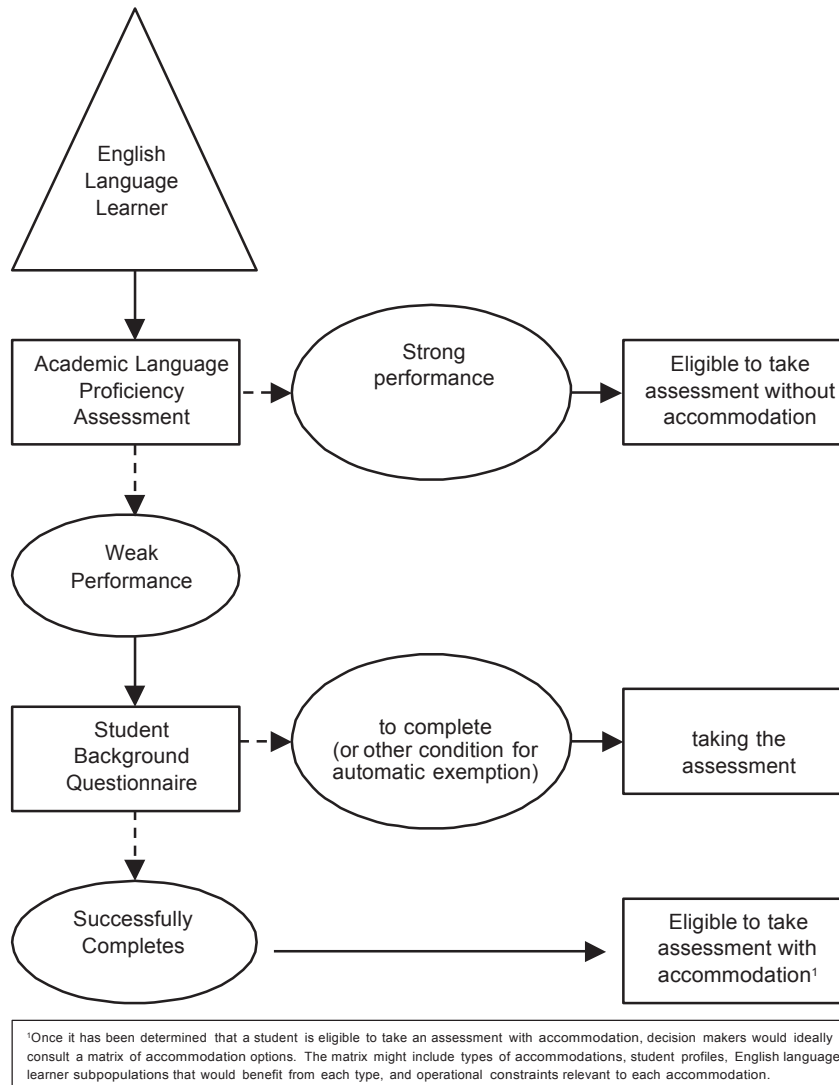 English
Language
Learner
Academic Language
Proficiency
Assessment
Strong
performance
Eligible to take
assessment without
accommodation
Weak
Performance
Student
Background
Questionnaire
to complete
(or other condition for
automatic exemption)
taking the
assessment
Successfully
Completes
Eligible to take
assessment with
accommodation¹
¹Once it has been determined that a student is eligible to take an assessment with accommodation, decision makers would ideally
consult a matrix of accommodation options. The matrix might include types of accommodations, student profiles, English language
learner subpopulations that would benefit from each type, and operational constraints relevant to each accommodation.